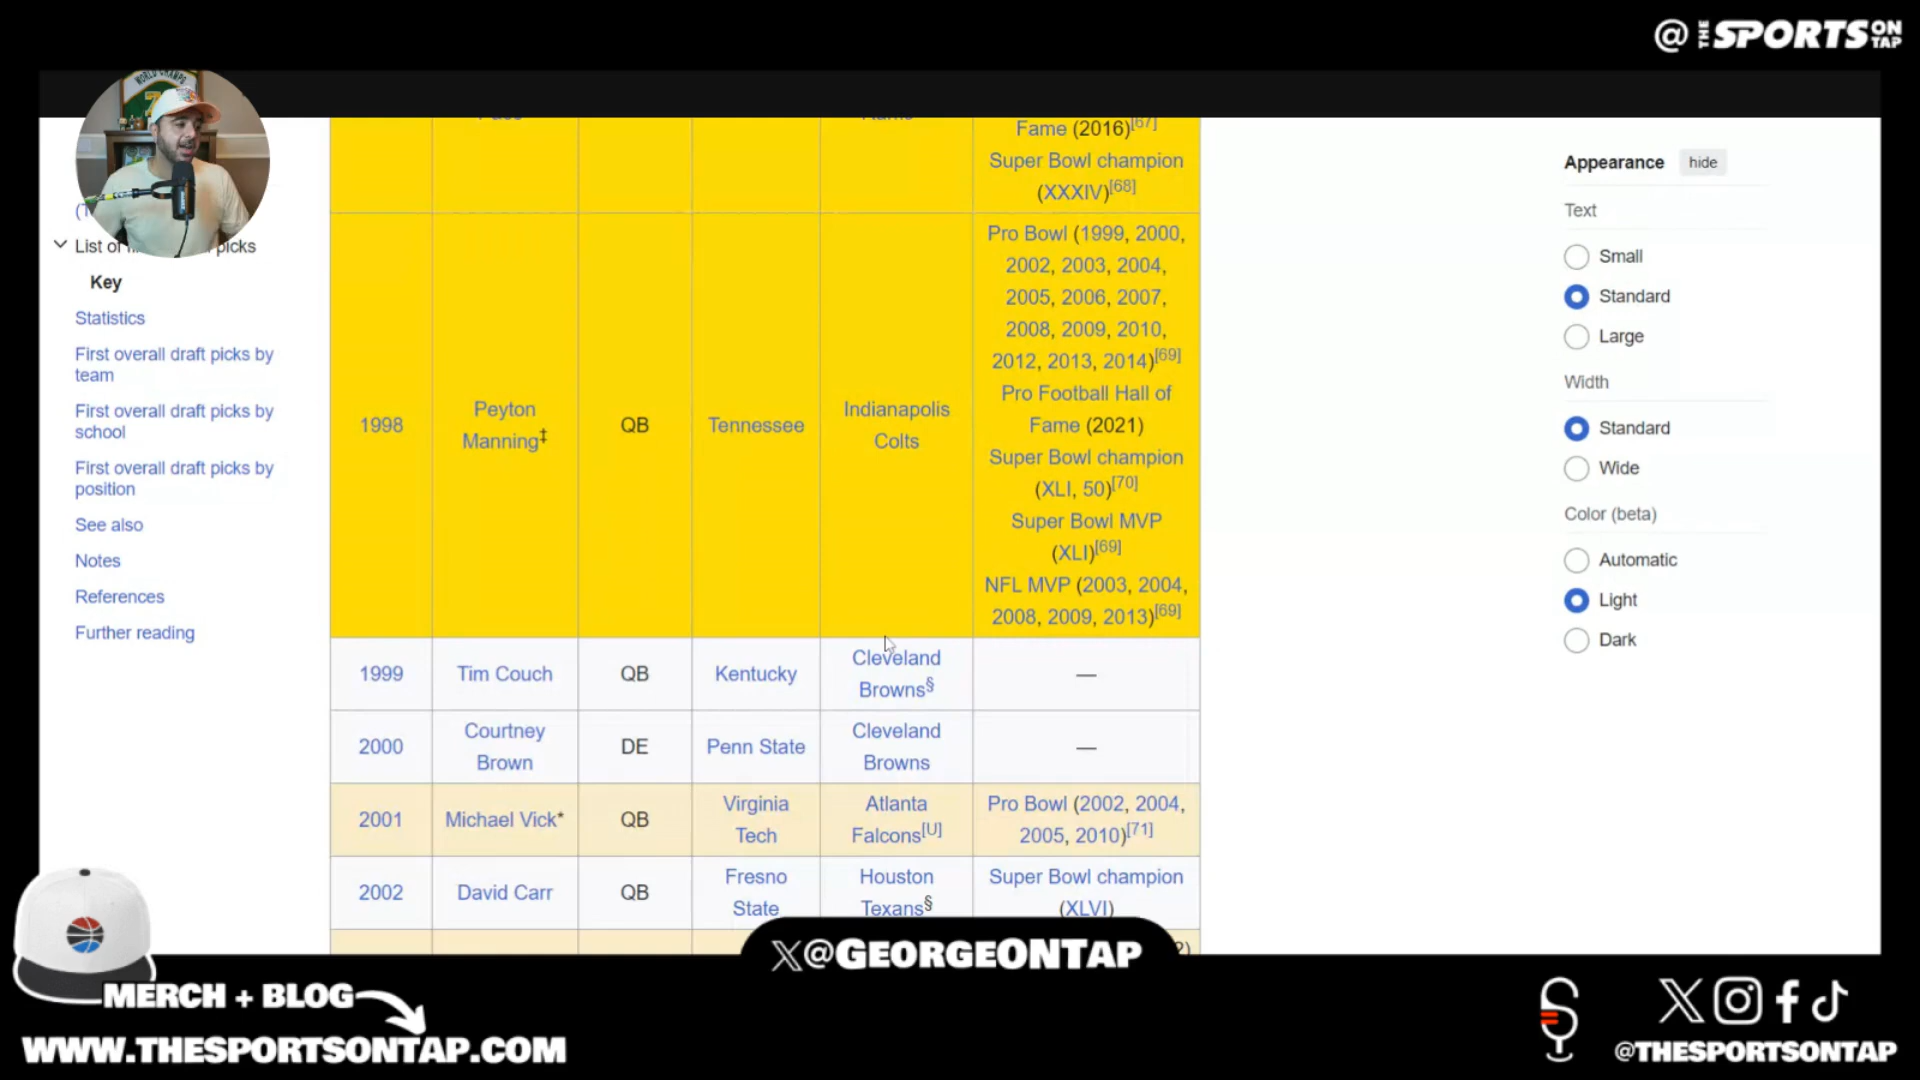 @ THE SPORTS ON TAP
WORLD CHAMPS
Fame (2016)[67]
Super Bowl champion
(XXXIV)[68]
List of picks
Key
Statistics
First overall draft picks by
team
First overall draft picks by
school
First overall draft picks by
position
See also
Notes
References
Further reading
1998
Peyton
Manning‡
QB
Tennessee
Indianapolis
Colts
Pro Bowl (1999, 2000,
2002, 2003, 2004,
2005, 2006, 2007,
2008, 2009, 2010,
2012, 2013, 2014)[69]
Pro Football Hall of
Fame (2021)
Super Bowl champion
(XLI, 50)[70]
Super Bowl MVP
(XLI)[69]
NFL MVP (2003, 2004,
2008, 2009, 2013)[69]
1999
Tim Couch
QB
Kentucky
Cleveland
Browns§
—
2000
Courtney
Brown
DE
Penn State
Cleveland
Browns
—
2001
Michael Vick*
QB
Virginia
Tech
Atlanta
Falcons[U]
Pro Bowl (2002, 2004,
2005, 2010)[71]
2002
David Carr
QB
Fresno
State
Houston
Texans§
Super Bowl champion
(XLVI)
Appearance hide
Text
Small
Standard
Large
Width
Standard
Wide
Color (beta)
Automatic
Light
Dark
X@GEORGEONTAP
MERCH + BLOG
WWW.THESPORTSONTAP.COM
@THESPORTSONTAP